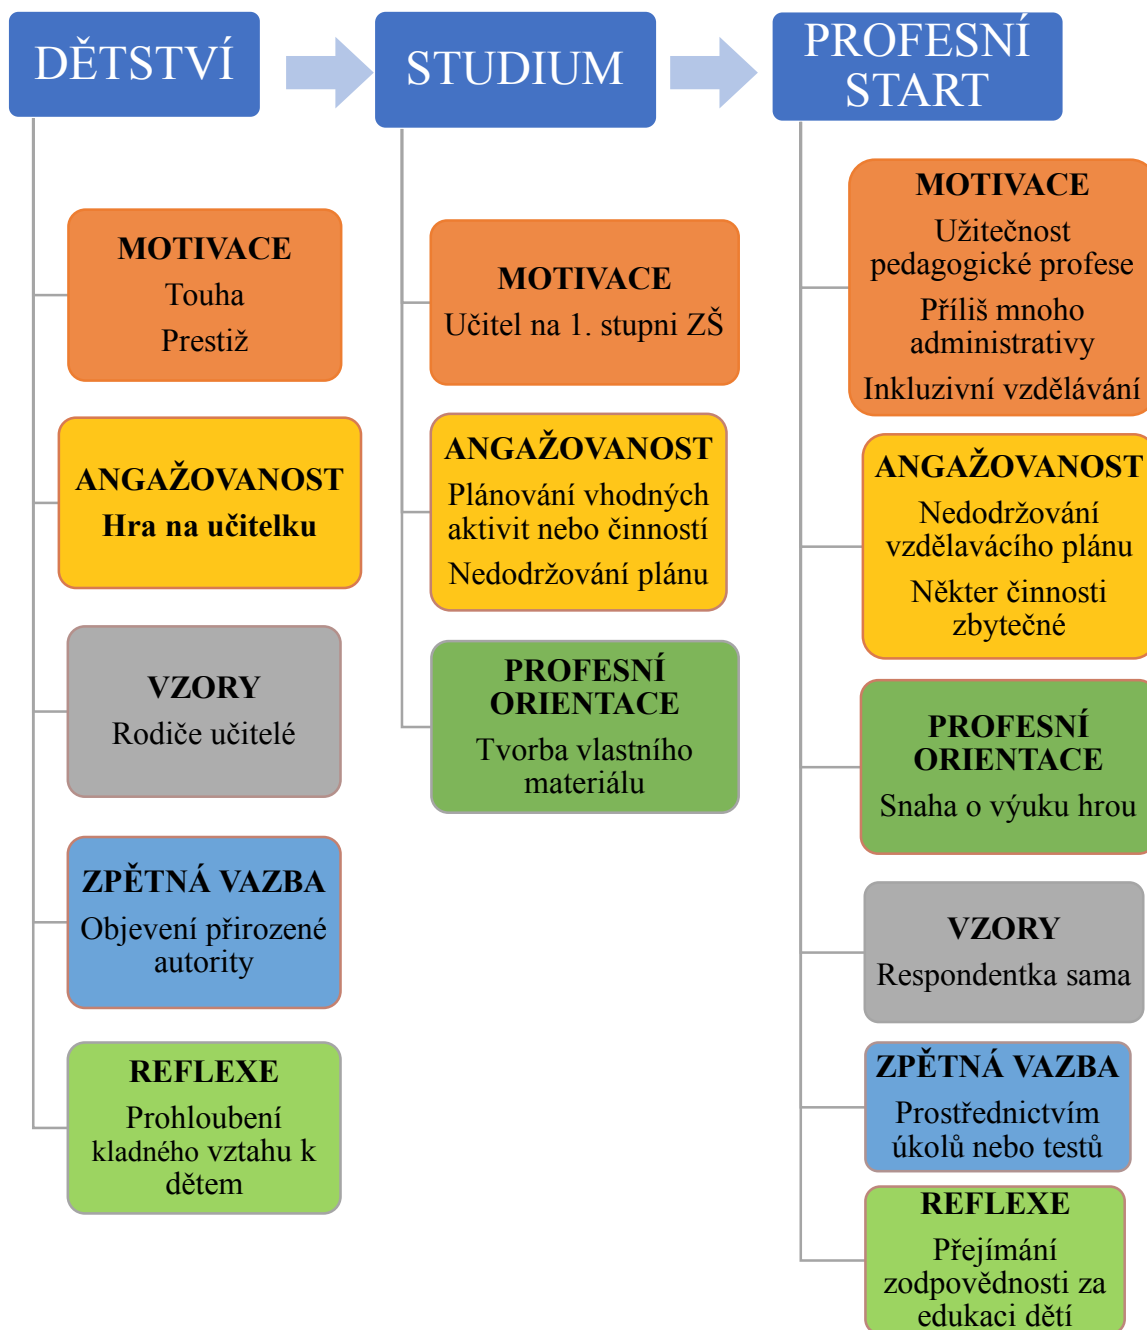 DĚTSTVÍ
MOTIVACE
Touha
Prestiž
ANGAŽOVANOST
Hra na učitelku
VZORY
Rodiče učitelé
ZPĚTNÁ VAZBA
Objevení přirozené
autority
REFLEXE
Prohloubení
kladného vztahu k
dětem
STUDIUM
MOTIVACE
Učitel na 1. stupni ZŠ
ANGAŽOVANOST
Plánování vhodných
aktivit nebo činností
Nedodržování plánu
PROFESNÍ
ORIENTACE
Tvorba vlastního
materiálu
PROFESNÍ
START
MOTIVACE
Užitečnost
pedagogické profese
Příliš mnoho
administrativy
Inkluzivní vzdělávání
ANGAŽOVANOST
Nedodržování
vzdělavácího plánu
Někter činnosti
zbytečné
PROFESNÍ
ORIENTACE
Snaha o výuku hrou
VZORY
Respondentka sama
ZPĚTNÁ VAZBA
Prostřednictvím
úkolů nebo testů
REFLEXE
Přejímání
zodpovědnosti za
edukaci dětí